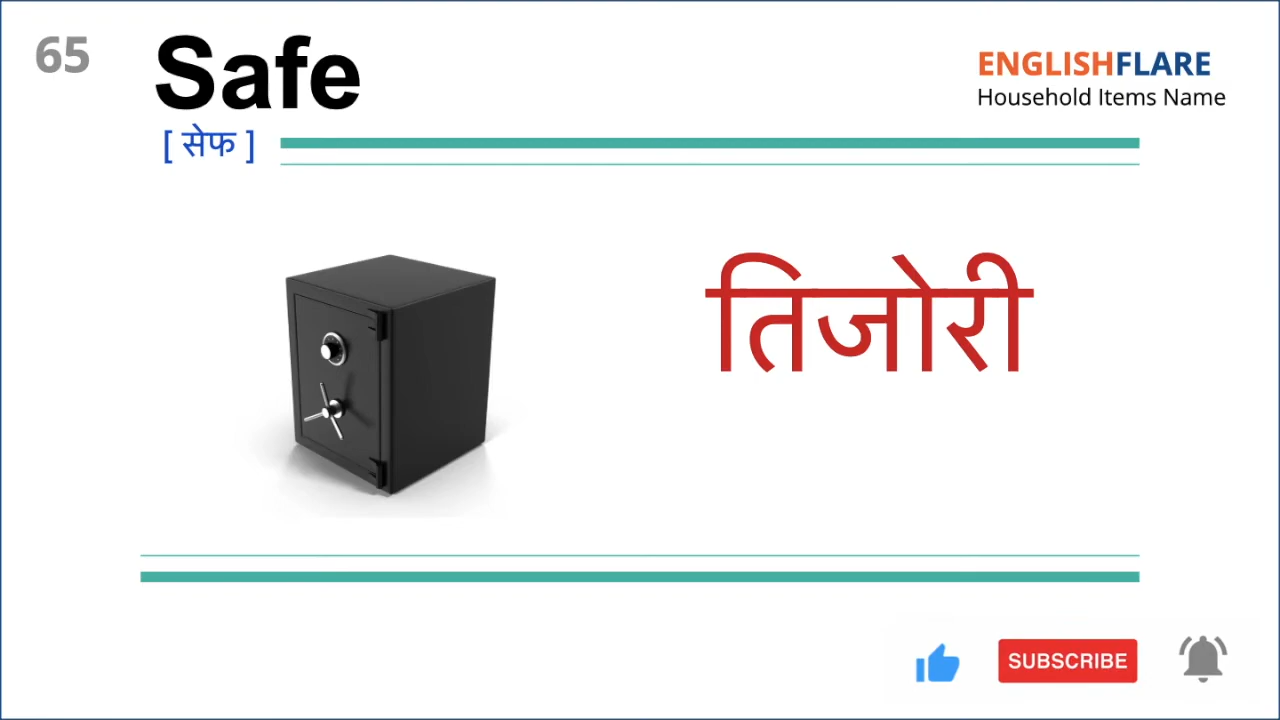 65
Safe
[ सेफ ]
ENGLISHFLARE
Household Items Name
तिजोरी
SUBSCRIBE